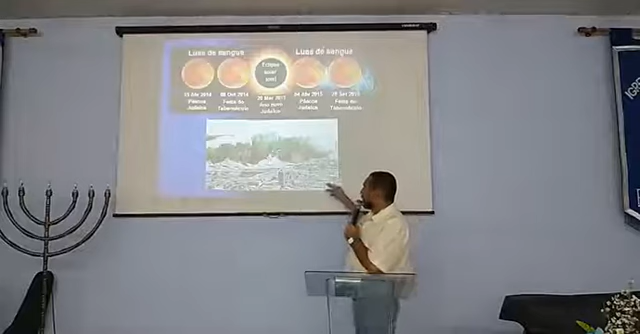 Luas de sangue
Luas de sangue
Eclipse
solar
15 Abr 2014
Páscoa
Judaica
08 Out 2014
Festa do
Tabernáculo
20 Mar 2015
Ano novo
Judaico
04 Abr 2015
Páscoa
Judaica
28 Set 2015
Festa do
Tabernáculo